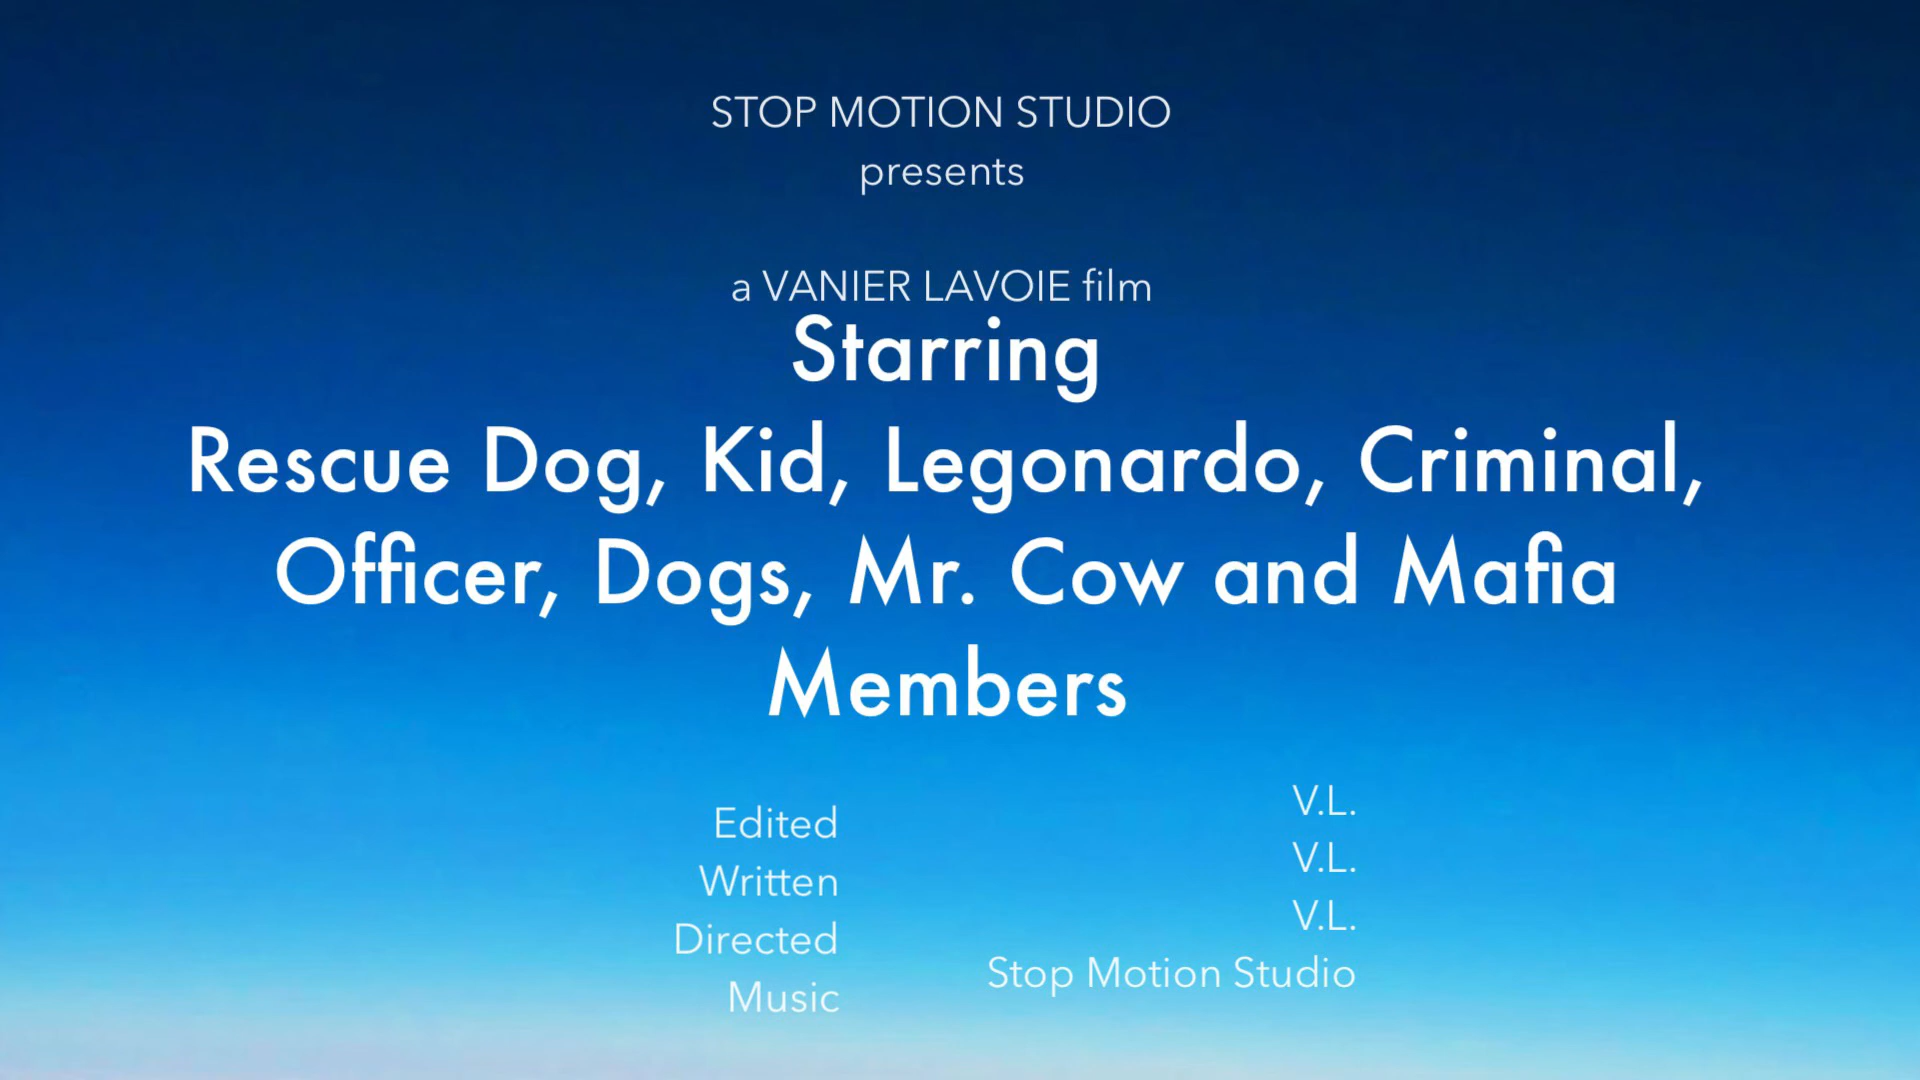 STOP MOTION STUDIO
presents
a VANIER LAVOIE film
Starring
Rescue Dog, Kid, Legonardo, Criminal,
Officer, Dogs, Mr. Cow and Mafia
Members
Edited V.L.
Written V.L.
Directed V.L.
Music Stop Motion Studio